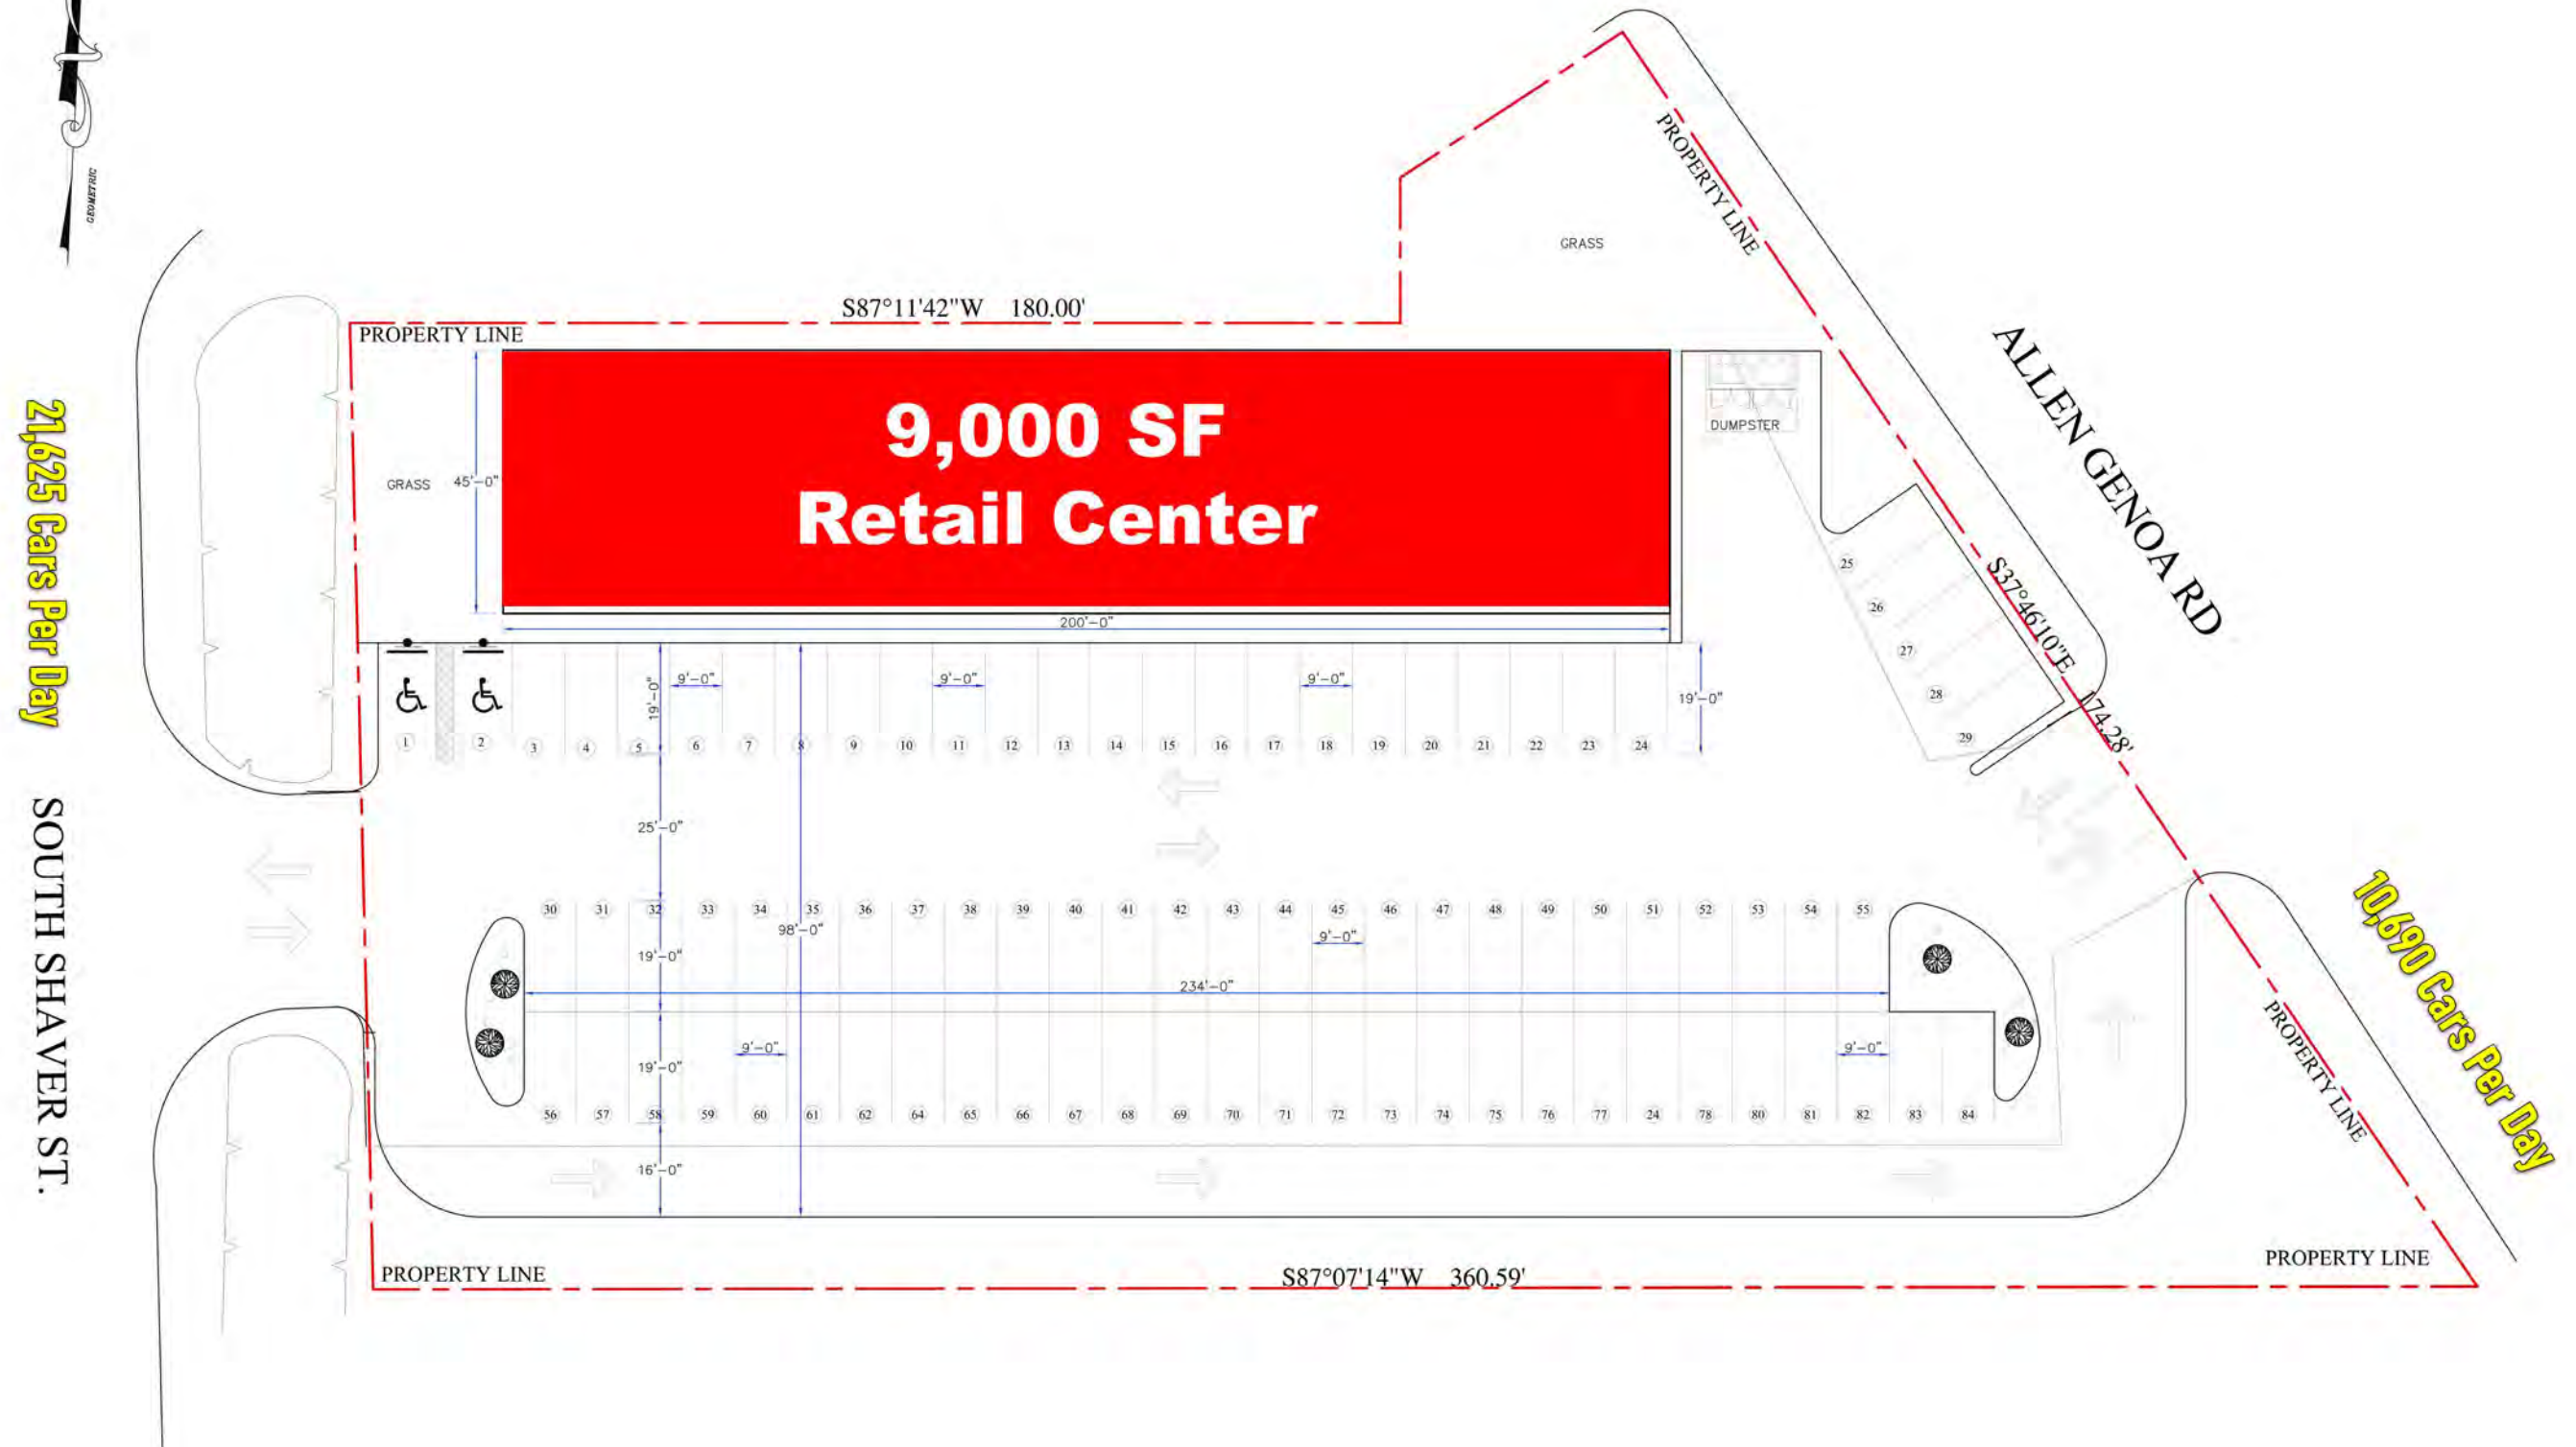 GEOMETRIC
21,625 Cars Per Day
SOUTH SHAVER ST.
S87°11'42"W 180.00'
PROPERTY LINE
PROPERTY LINE
GRASS
ALLEN GENOA RD
9,000 SF
Retail Center
GRASS
45'-0"
DUMPSTER
200'-0"
S37°46'10"E 174.28'
25
26
27
28
29
19'-0"
9'-0"
9'-0"
9'-0"
19'-0"
1 2 3 4 5 6 7 8 9 10 11 12 13 14 15 16 17 18 19 20 21 22 23 24
25'-0"
30 31 32 33 34 35 36 37 38 39 40 41 42 43 44 45 46 47 48 49 50 51 52 53 54 55
98'-0"
9'-0"
19'-0"
234'-0"
10,690 Cars Per Day
9'-0"
9'-0"
19'-0"
PROPERTY LINE
56 57 58 59 60 61 62 64 65 66 67 68 69 70 71 72 73 74 75 76 77 24 78 80 81 82 83 84
16'-0"
PROPERTY LINE
S87°07'14"W 360.59'
PROPERTY LINE